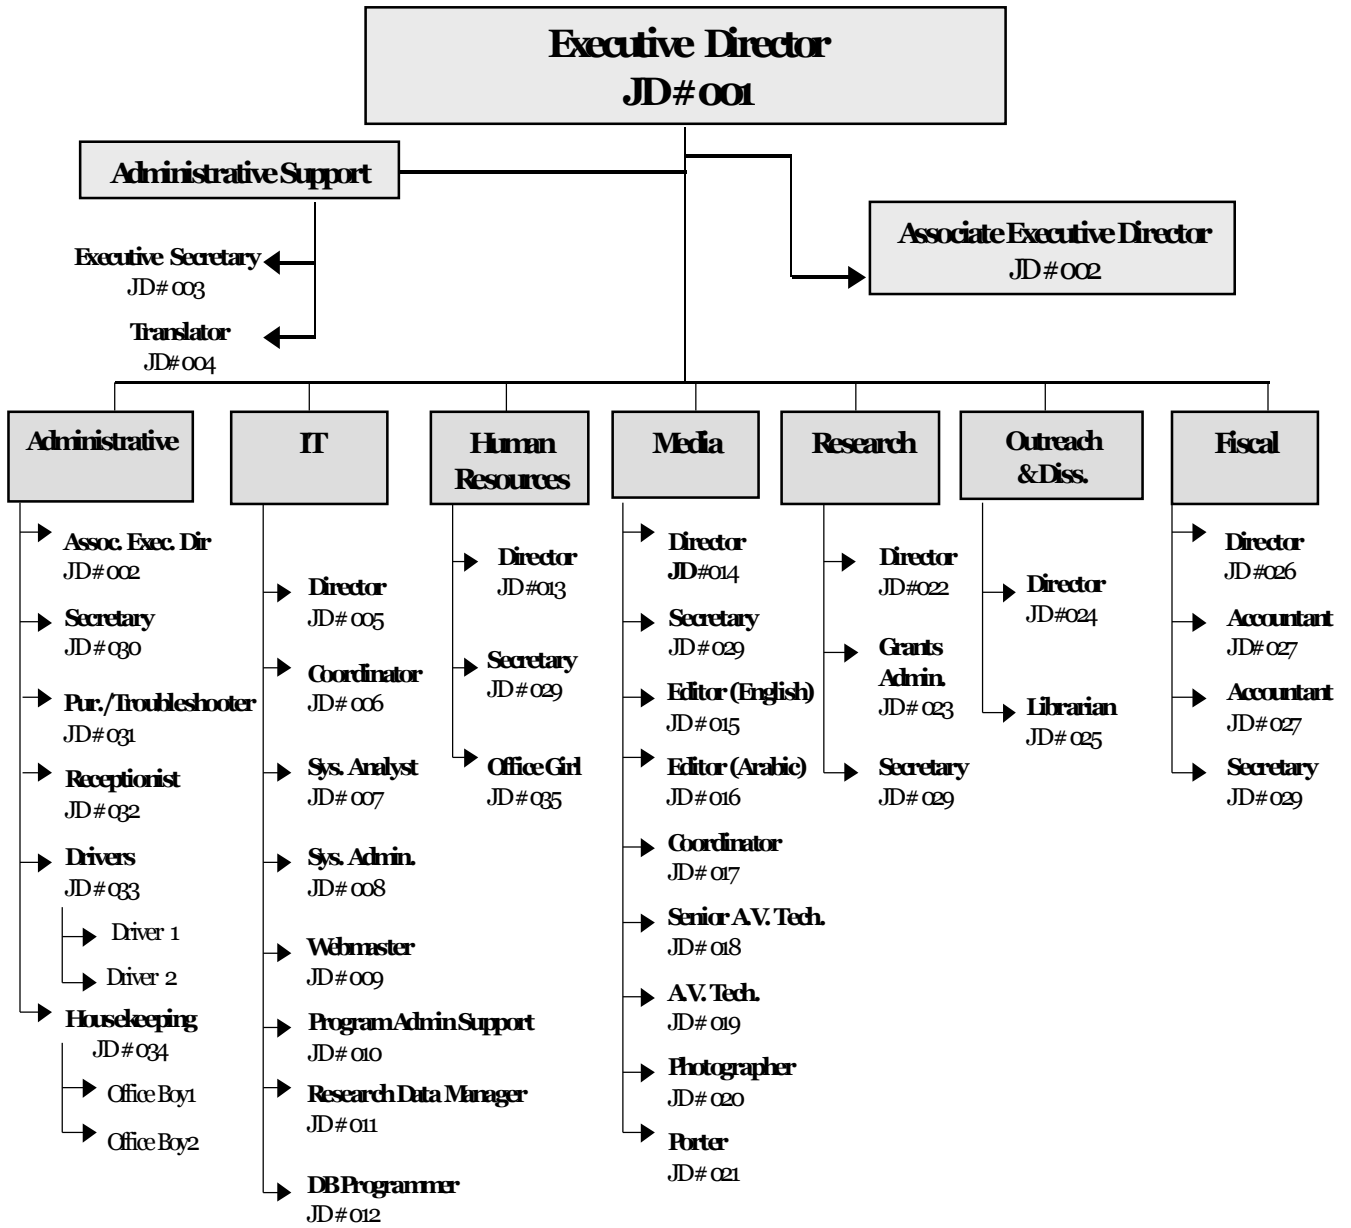 Executive Director
JD # 001
Administrative Support
Associate Executive Director
JD # 002
Executive Secretary
JD# 003
Translator
JD# 004
Administrative
Assoc. Exec. Dir
JD # 002
Secretary
JD # 030
Pur./Troubleshooter
JD# 031
Receptionist
JD# 032
Drivers
JD# 033
Driver 1
Driver 2
Housekeeping
JD # 034
Office Boy1
Office Boy2
IT
Director
JD# 005
Coordinator
JD# 006
Sys. Analyst
JD# 007
Sys. Admin.
JD# 008
Webmaster
JD # 009
Program Admin Support
JD# 010
Research Data Manager
JD# 011
DB Programmer
JD# 012
Human
Resources
Director
JD #013
Secretary
JD # 029
Office Girl
JD# 035
Media
Director
JD #014
Secretary
JD# 029
Editor (English)
JD# 015
Editor (Arabic)
JD# 016
Coordinator
JD# 017
Senior A.V. Tech.
JD# 018
A.V. Tech.
JD# 019
Photographer
JD# 020
Porter
JD# 021
Research
Director
JD#022
Grants
Admin.
JD# 023
Secretary
JD # 029
Outreach
& Diss.
Director
JD#024
Librarian
JD# 025
Fiscal
Director
JD #026
Accountant
JD# 027
Accountant
JD# 027
Secretary
JD# 029